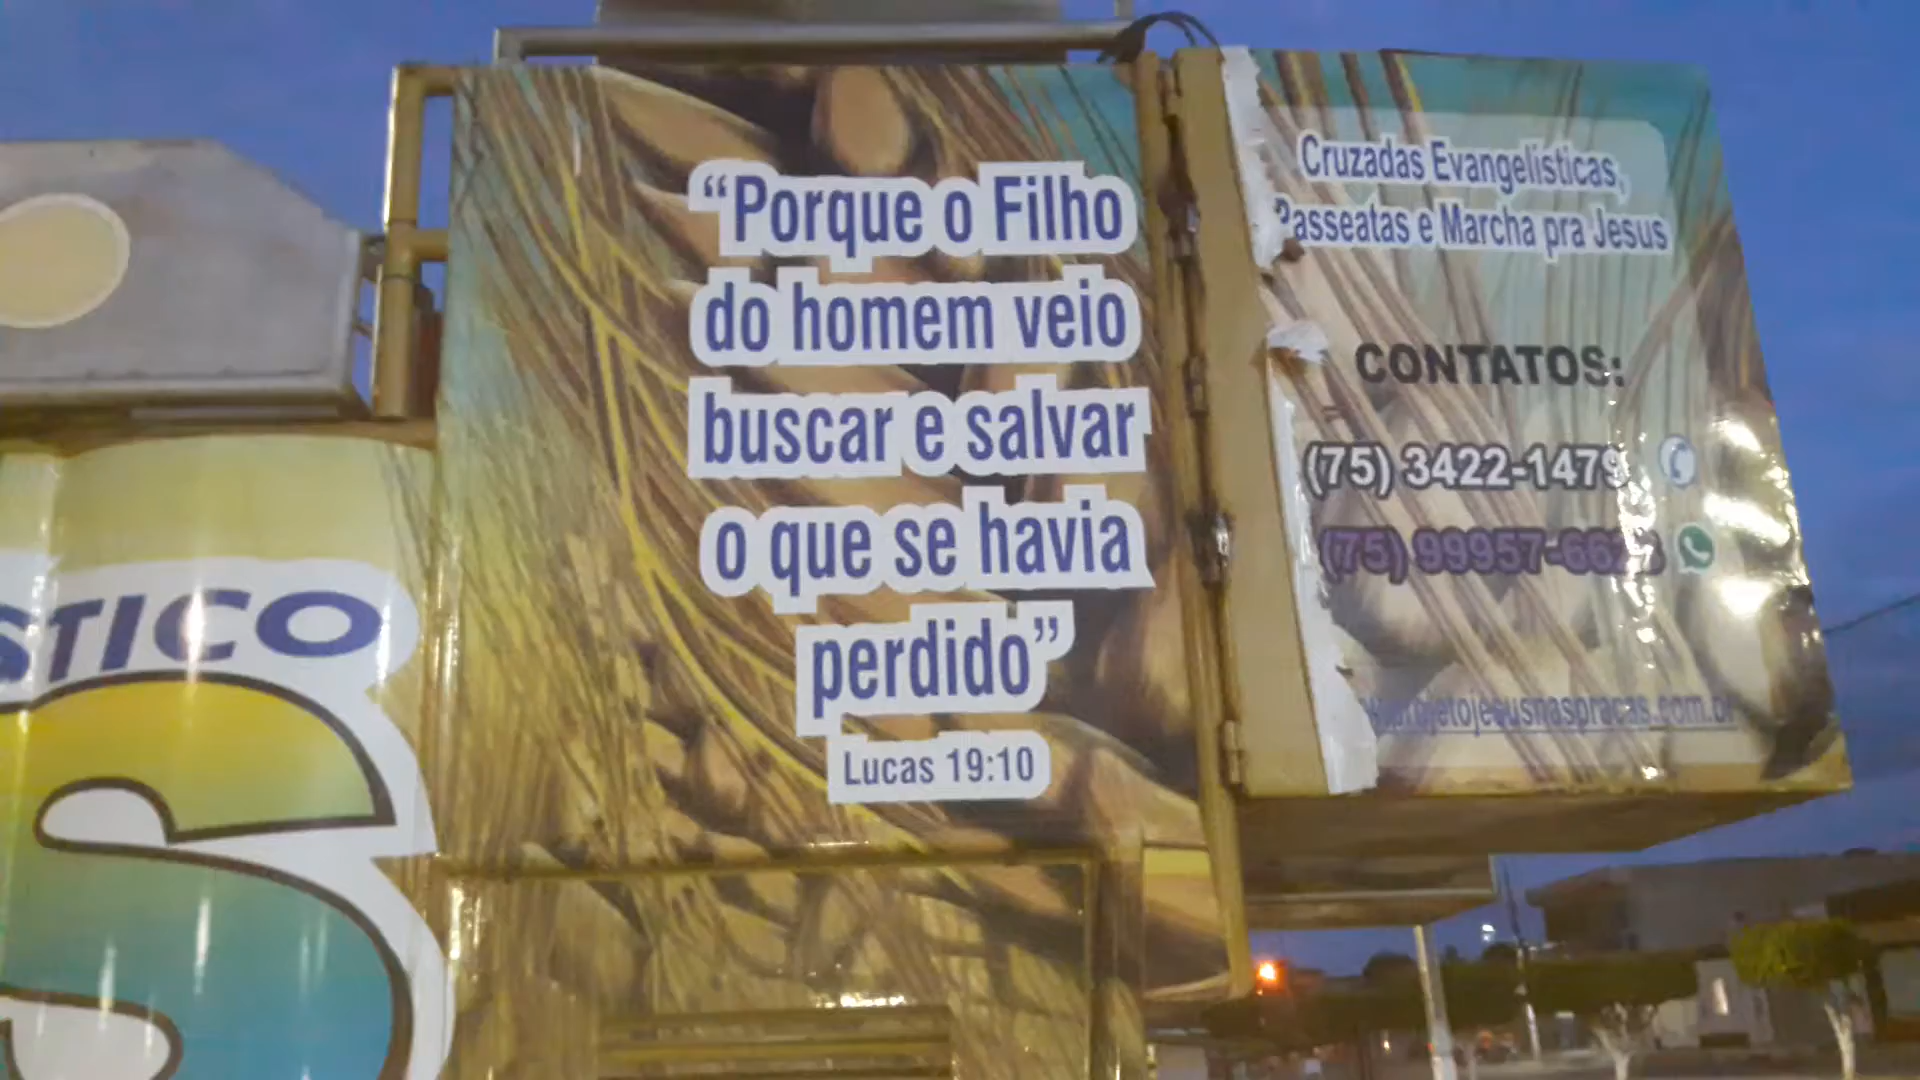 STICO
S
“Porque o Filho
do homem veio
buscar e salvar
o que se havia
perdido”
Lucas 19:10
Cruzadas Evangelísticas,
Passeatas e Marcha pra Jesus
CONTATOS:
(75) 3422-1479